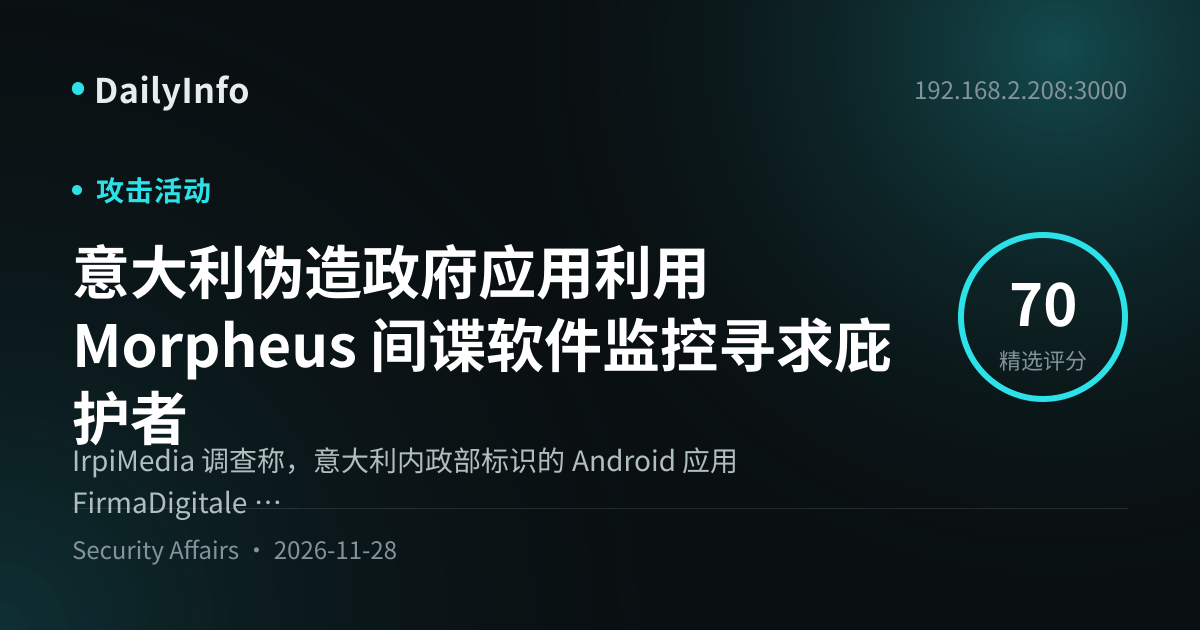 DailyInfo
192.168.2.208:3000
攻击活动
意大利伪造政府应用利用
Morpheus 间谍软件监控寻求庇
护者
70
精选评分
IrpiMedia 调查称，意大利内政部标识的 Android 应用
FirmaDigitale …
Security Affairs · 2026-11-28